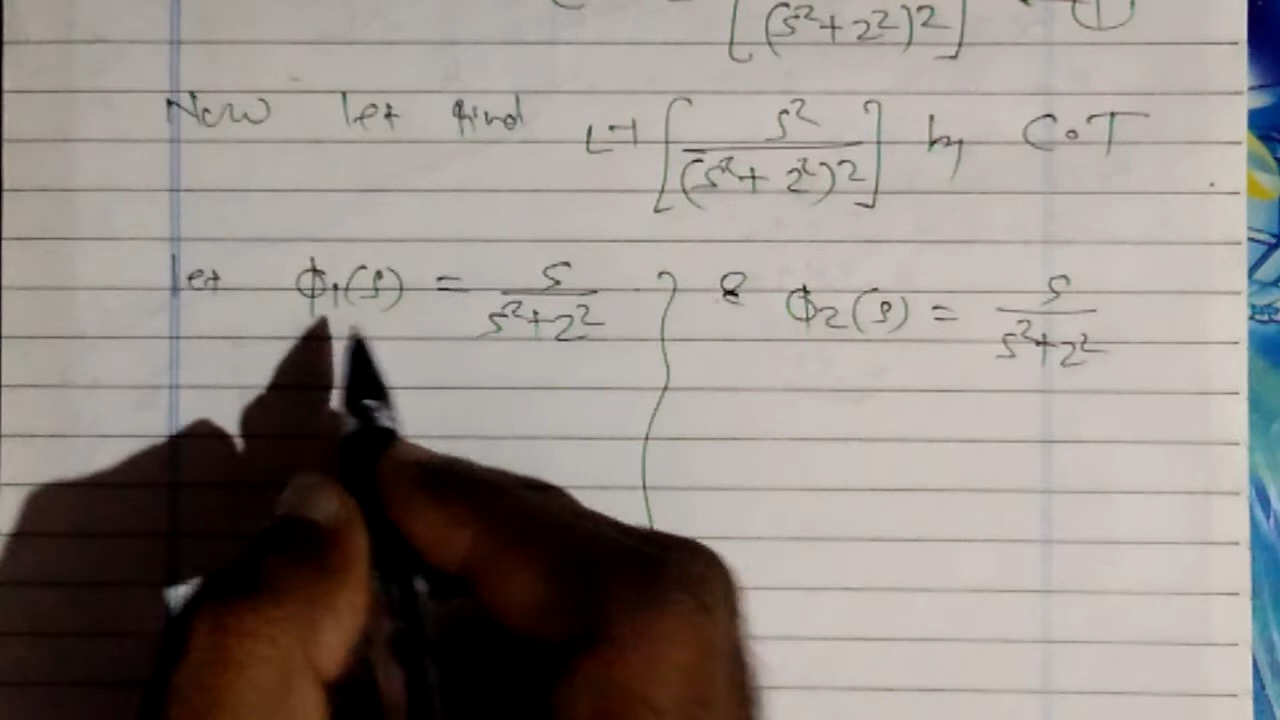 [ (s²+2²)² ] ①
Now let find L⁻¹ [ s² / (s²+2²)² ] by C.T
let ϕ₁(s) = s / s²+2² } & ϕ₂(s) = s / s²+2²